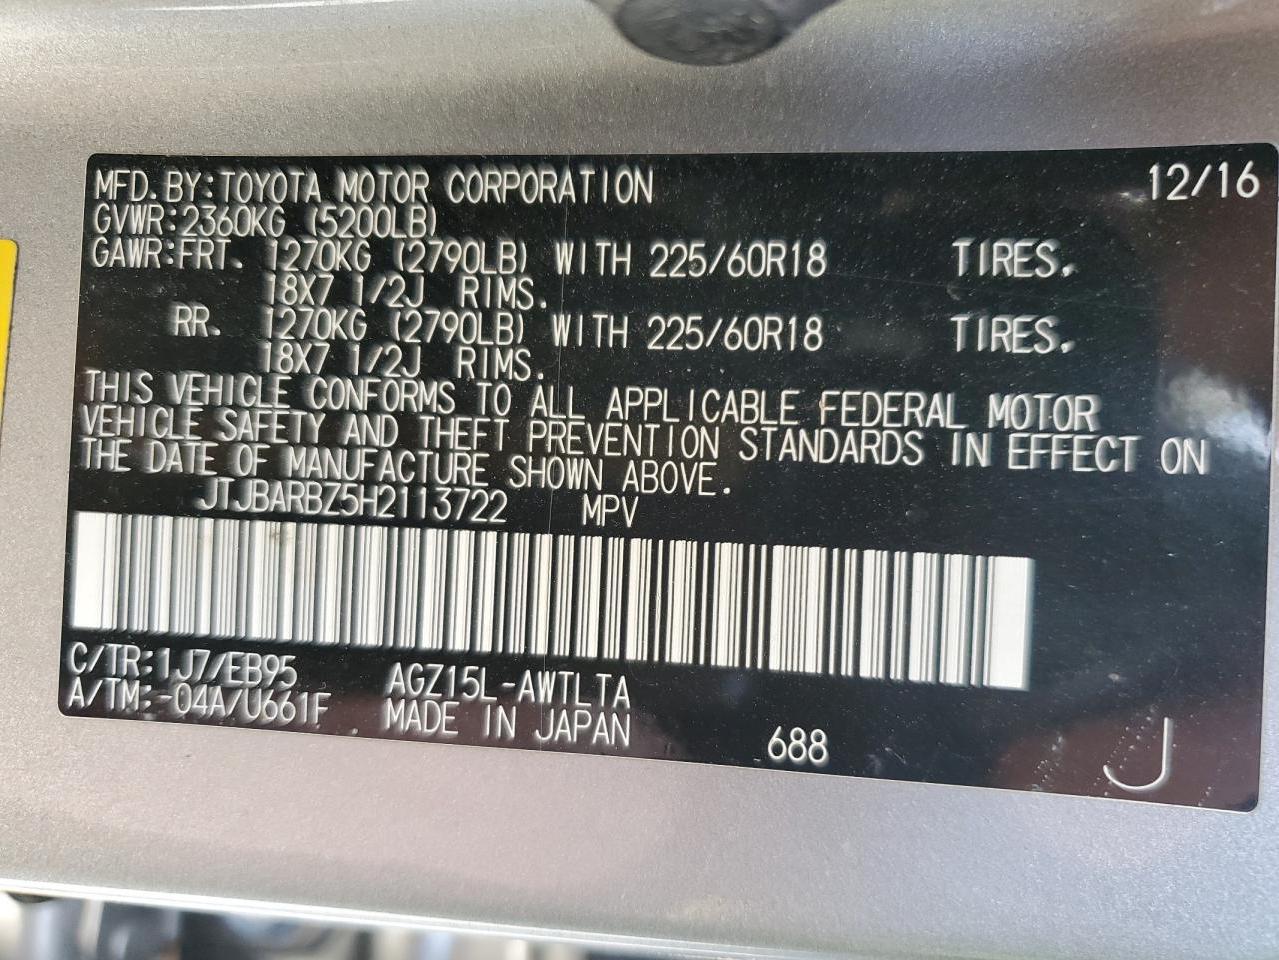 MFD. BY:TOYOTA MOTOR CORPORATION 12/16
GVWR:2360KG (5200LB)
GAWR:FRT. 1270KG (2790LB) WITH 225/60R18 TIRES.
18X7 1/2J RIMS.
RR. 1270KG (2790LB) WITH 225/60R18 TIRES.
18X7 1/2J RIMS.
THIS VEHICLE CONFORMS TO ALL APPLICABLE FEDERAL MOTOR
VEHICLE SAFETY AND THEFT PREVENTION STANDARDS IN EFFECT ON
THE DATE OF MANUFACTURE SHOWN ABOVE.
JTJBARBZ5H2113722 MPV
C/TR:1J7/EB95 AGZ15L-AWTLTA
A/TM:-04A/U661F MADE IN JAPAN 688
J